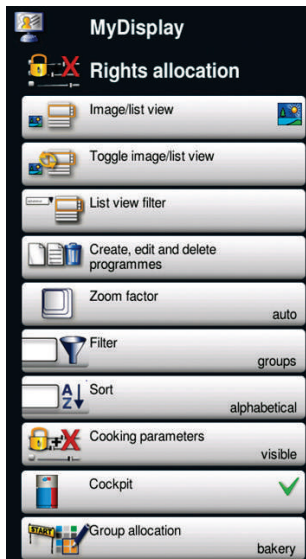 MyDisplay
Rights allocation
Image/list view
Toggle image/list view
List view filter
Create, edit and delete
programmes
Zoom factor
auto
Filter
groups
Sort
A
Z
alphabetical
Cooking parameters
visible
Cockpit
START
Group allocation
bakery